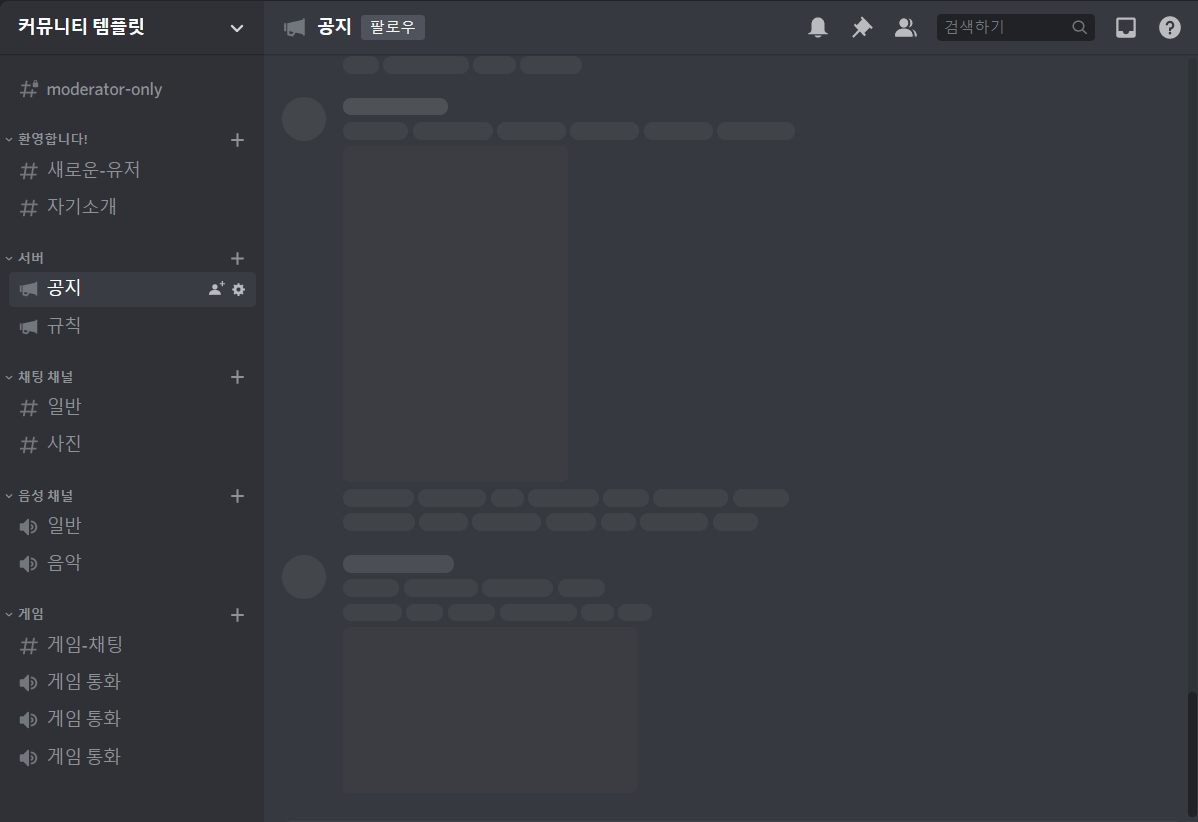 커뮤니티 템플릿
moderator-only
환영합니다!
새로운-유저
자기소개
서버
공지
규칙
채팅 채널
일반
사진
음성 채널
일반
음악
게임
게임-채팅
게임 통화
게임 통화
게임 통화
공지 팔로우
검색하기